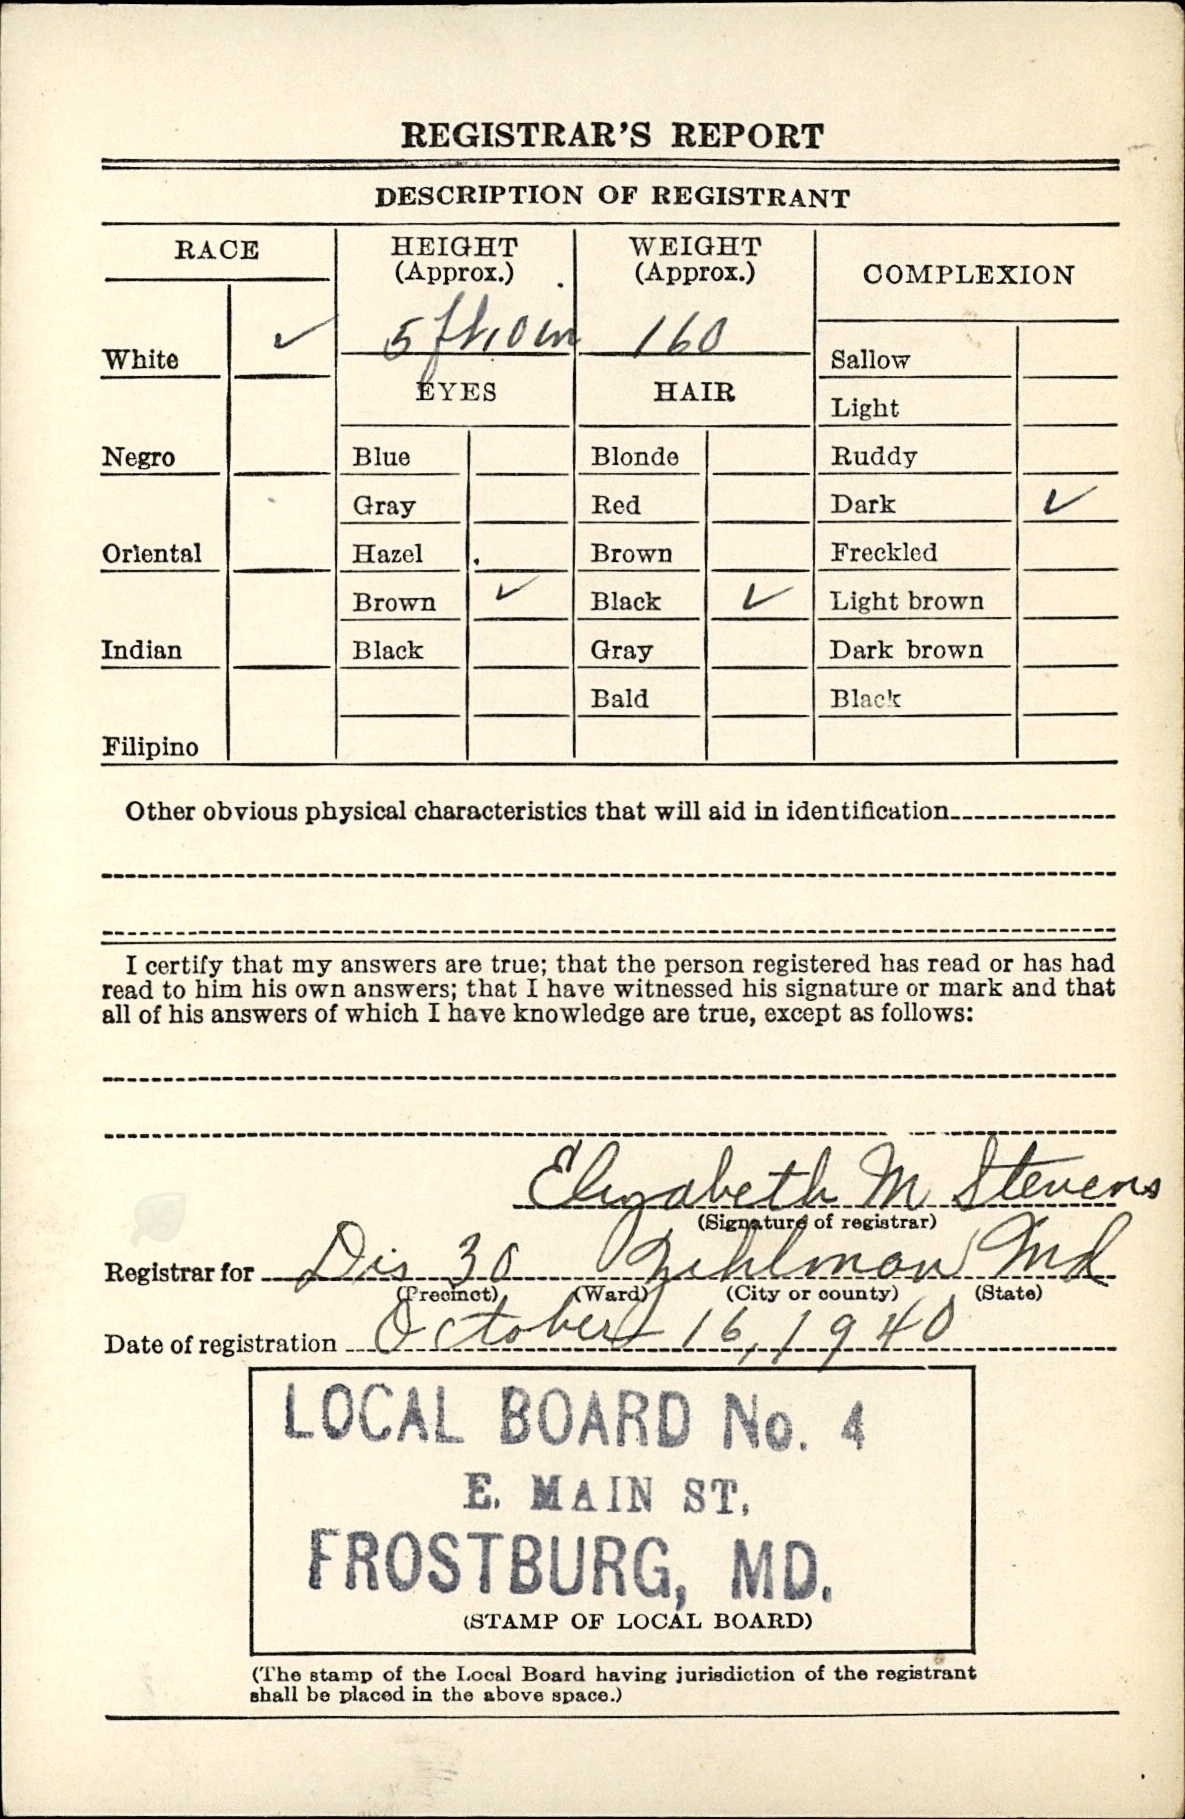 REGISTRAR'S REPORT
DESCRIPTION OF REGISTRANT
RACE
HEIGHT (Approx.)
WEIGHT (Approx.)
COMPLEXION
5 ft 10 in
160
White ✓
Sallow
EYES
HAIR
Light
Negro
Blue
Blonde
Ruddy
Gray
Red
Dark ✓
Oriental
Hazel
Brown
Freckled
Brown ✓
Black ✓
Light brown
Indian
Black
Gray
Dark brown
Bald
Black
Filipino
Other obvious physical characteristics that will aid in identification
I certify that my answers are true; that the person registered has read or has had
read to him his own answers; that I have witnessed his signature or mark and that
all of his answers of which I have knowledge are true, except as follows:
Elizabeth M Stevens
(Signature of registrar)
Registrar for Dis 30 Zihlman Md
(Precinct) (Ward) (City or county) (State)
Date of registration October 16, 1940
LOCAL BOARD No. 4
E. MAIN ST,
FROSTBURG, MD.
(STAMP OF LOCAL BOARD)
(The stamp of the Local Board having jurisdiction of the registrant
shall be placed in the above space.)